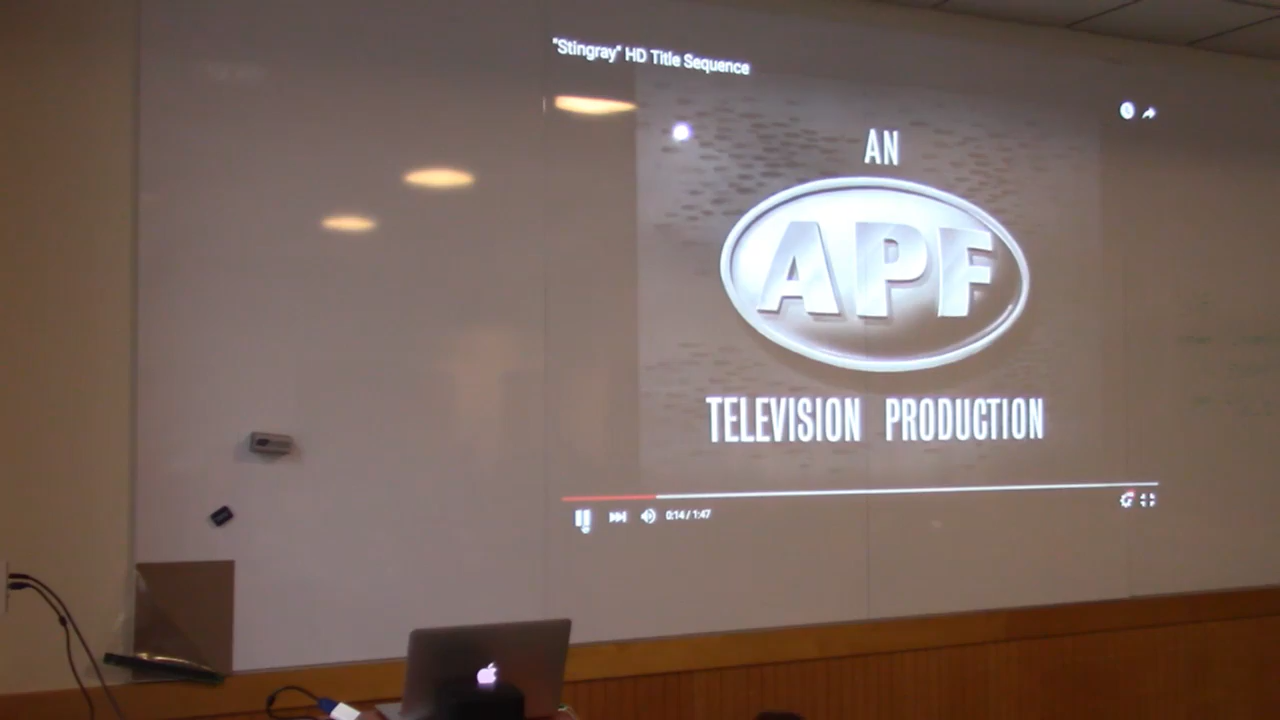 "Stingray" HD Title Sequence
AN
APF
TELEVISION PRODUCTION
0:14 / 1:47